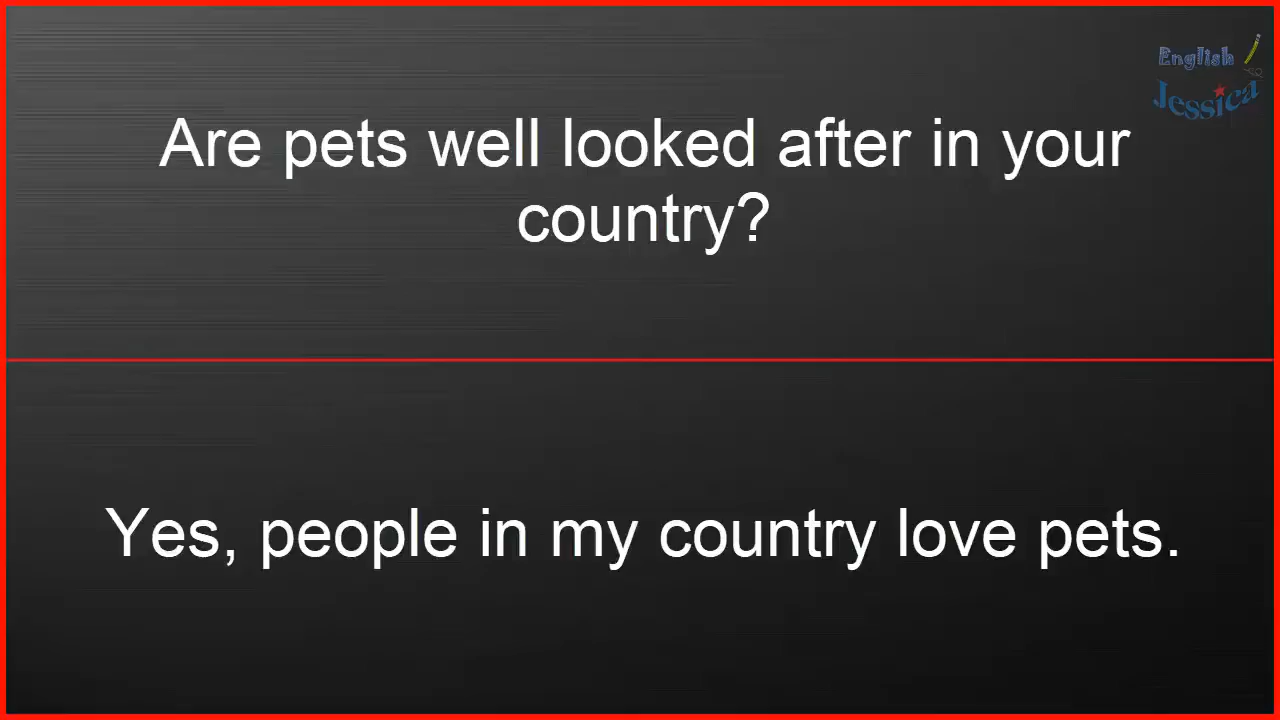 English
Jessica
Are pets well looked after in your
country?
Yes, people in my country love pets.